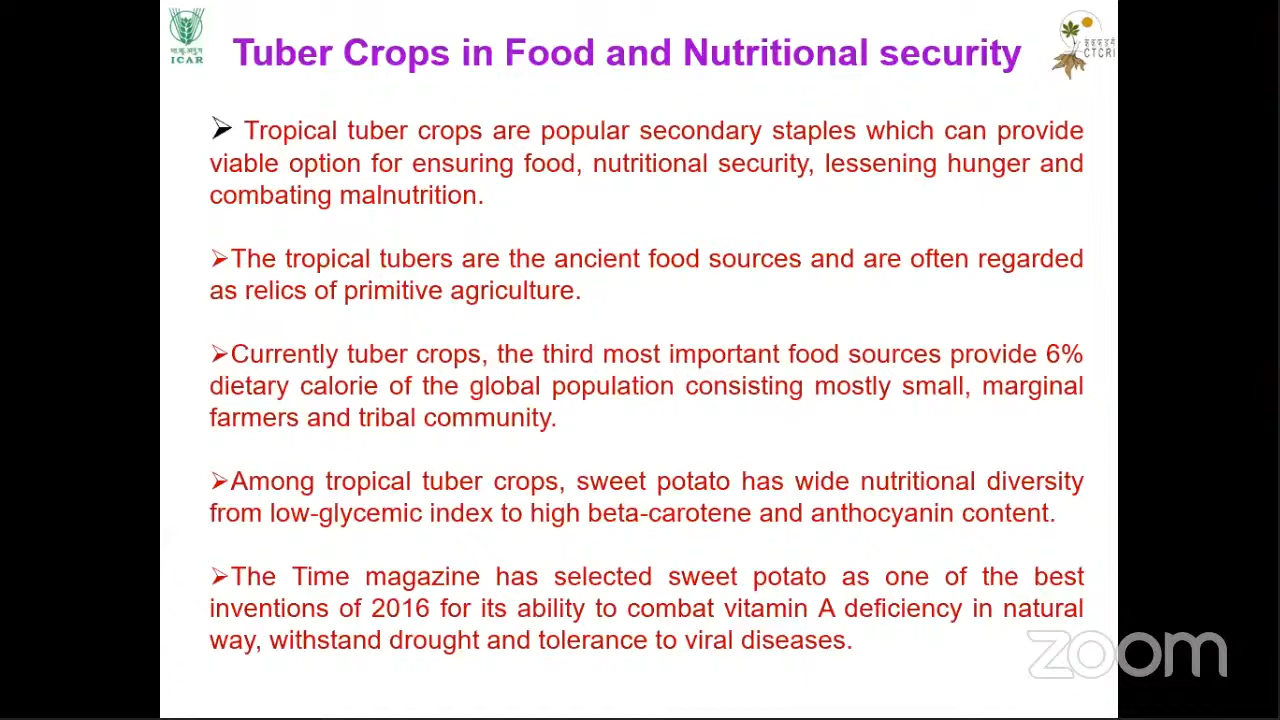 ICAR
Tuber Crops in Food and Nutritional security
CTCRI
➢ Tropical tuber crops are popular secondary staples which can provide
viable option for ensuring food, nutritional security, lessening hunger and
combating malnutrition.
➢The tropical tubers are the ancient food sources and are often regarded
as relics of primitive agriculture.
➢Currently tuber crops, the third most important food sources provide 6%
dietary calorie of the global population consisting mostly small, marginal
farmers and tribal community.
➢Among tropical tuber crops, sweet potato has wide nutritional diversity
from low-glycemic index to high beta-carotene and anthocyanin content.
➢The Time magazine has selected sweet potato as one of the best
inventions of 2016 for its ability to combat vitamin A deficiency in natural
way, withstand drought and tolerance to viral diseases.
zoom